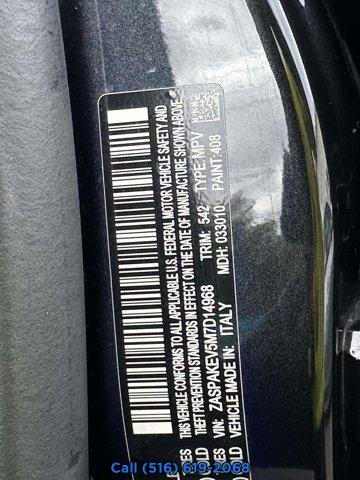 THIS VEHICLE CONFORMS TO ALL APPLICABLE U.S. FEDERAL MOTOR VEHICLE SAFETY AND
THEFT PREVENTION STANDARDS IN EFFECT ON THE DATE OF MANUFACTURE SHOWN ABOVE.
VIN: ZASPAKEV5M7D14968 TRIM: 542 TYPE: MPV
VEHICLE MADE IN: ITALY MDH: 033010 PAINT: 408
Call (516) 619-2068